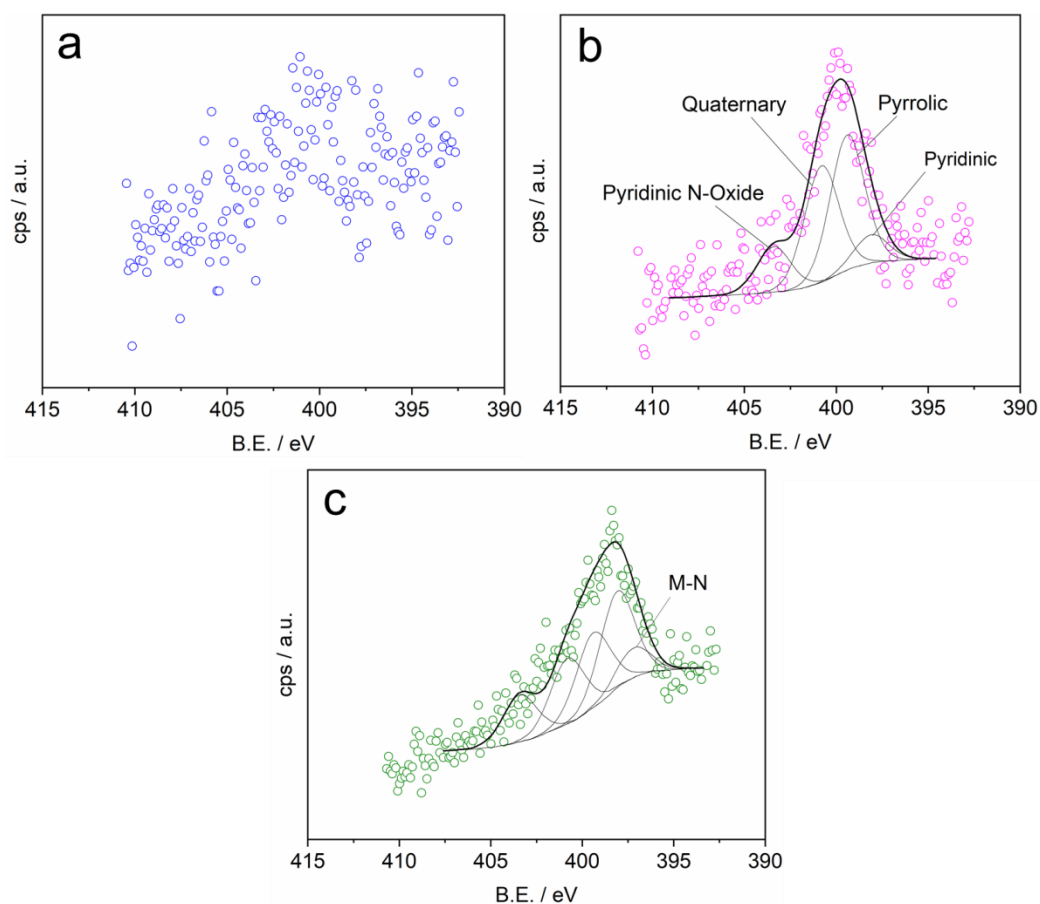 a
cps / a.u.
415 410 405 400 395 390
B.E. / eV
b
Quaternary
Pyrrolic
Pyridinic
Pyridinic N-Oxide
cps / a.u.
415 410 405 400 395 390
B.E. / eV
c
M-N
cps / a.u.
415 410 405 400 395 390
B.E. / eV